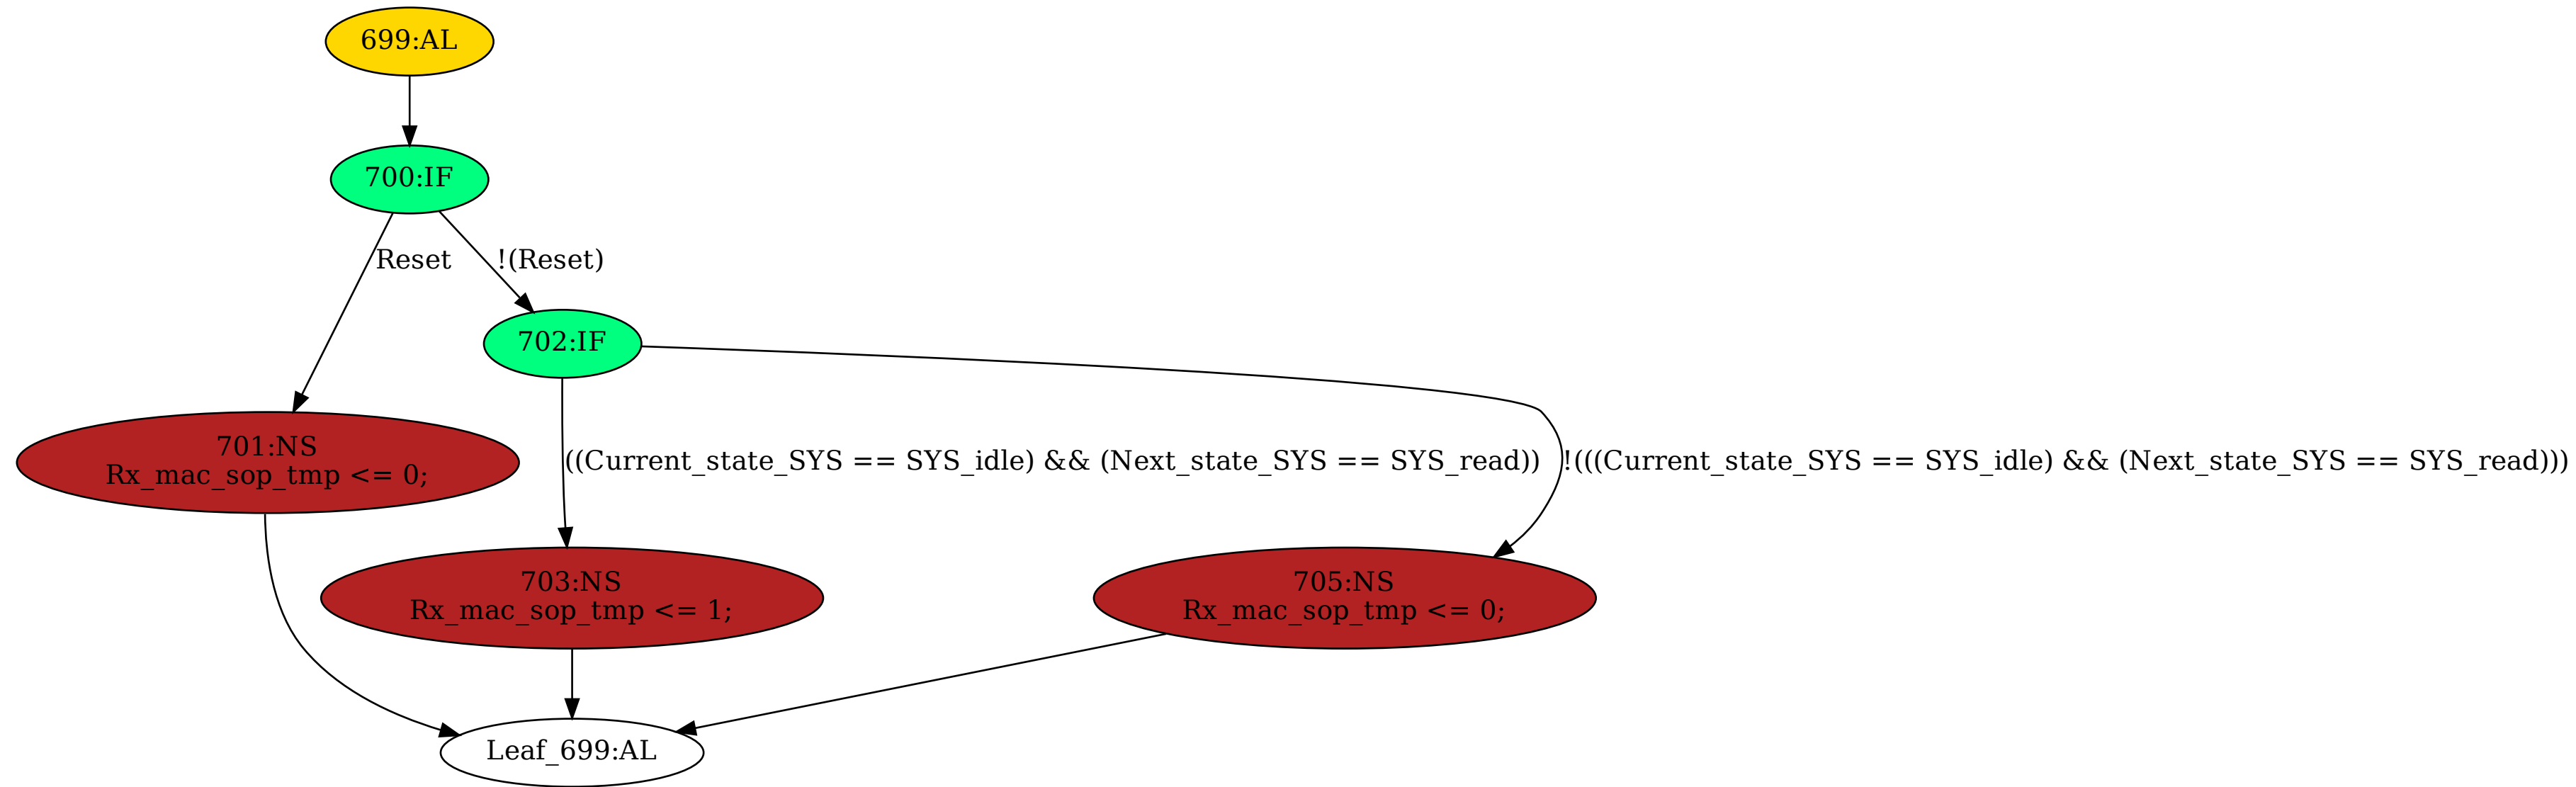 699:AL
700:IF
Reset
!(Reset)
702:IF
701:NS
Rx_mac_sop_tmp <= 0;
((Current_state_SYS == SYS_idle) && (Next_state_SYS == SYS_read))
!(((Current_state_SYS == SYS_idle) && (Next_state_SYS == SYS_read)))
703:NS
Rx_mac_sop_tmp <= 1;
705:NS
Rx_mac_sop_tmp <= 0;
Leaf_699:AL